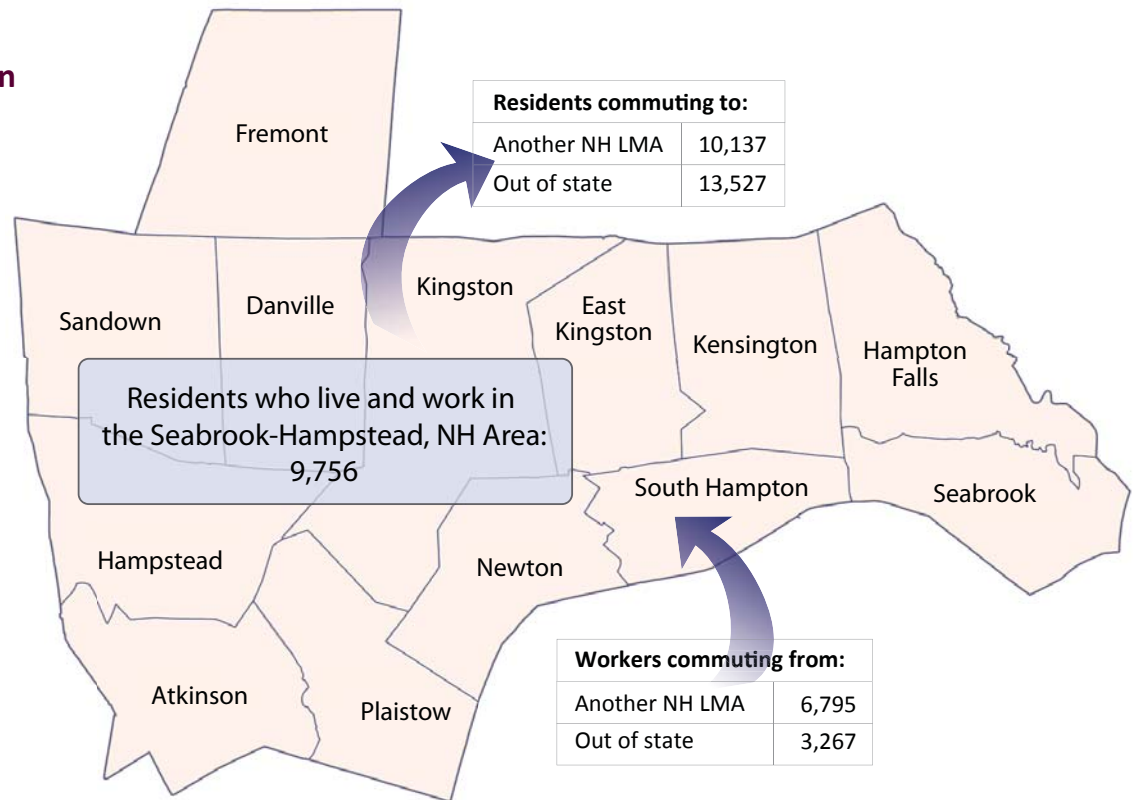 n
Fremont
Residents commuting to:
Another NH LMA 10,137
Out of state 13,527
Sandown
Danville
Kingston
East
Kingston
Kensington
Hampton
Falls
Residents who live and work in
the Seabrook-Hampstead, NH Area:
9,756
South Hampton
Seabrook
Hampstead
Newton
Atkinson
Plaistow
Workers commuting from:
Another NH LMA 6,795
Out of state 3,267